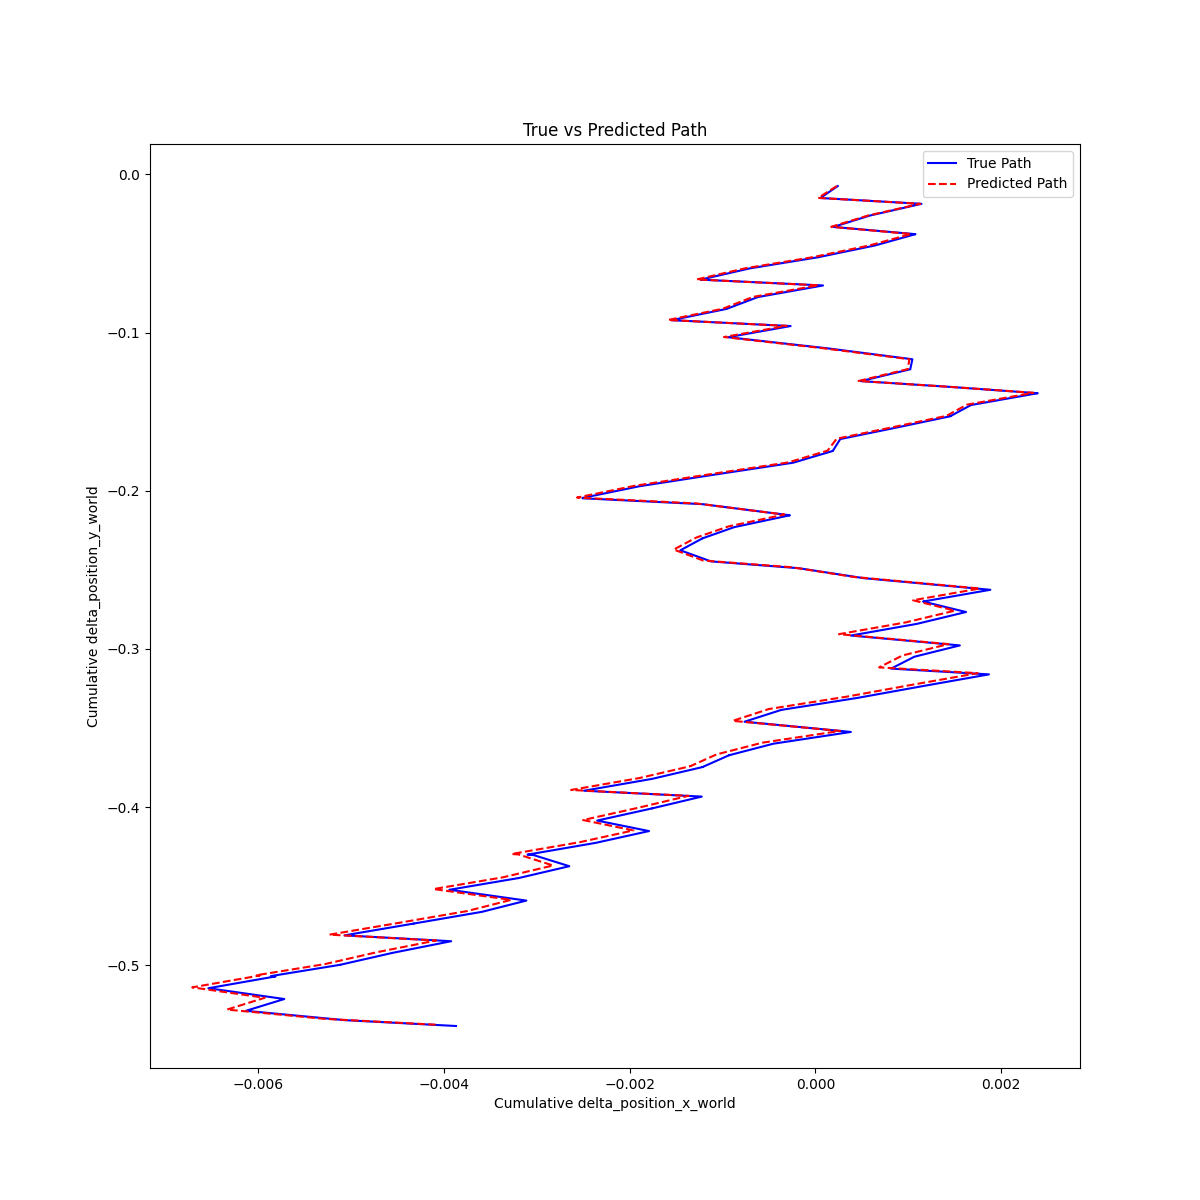 True vs Predicted Path
True Path
Predicted Path
0.0
−0.1
−0.2
−0.3
−0.4
−0.5
Cumulative delta_position_y_world
−0.006
−0.004
−0.002
0.000
0.002
Cumulative delta_position_x_world